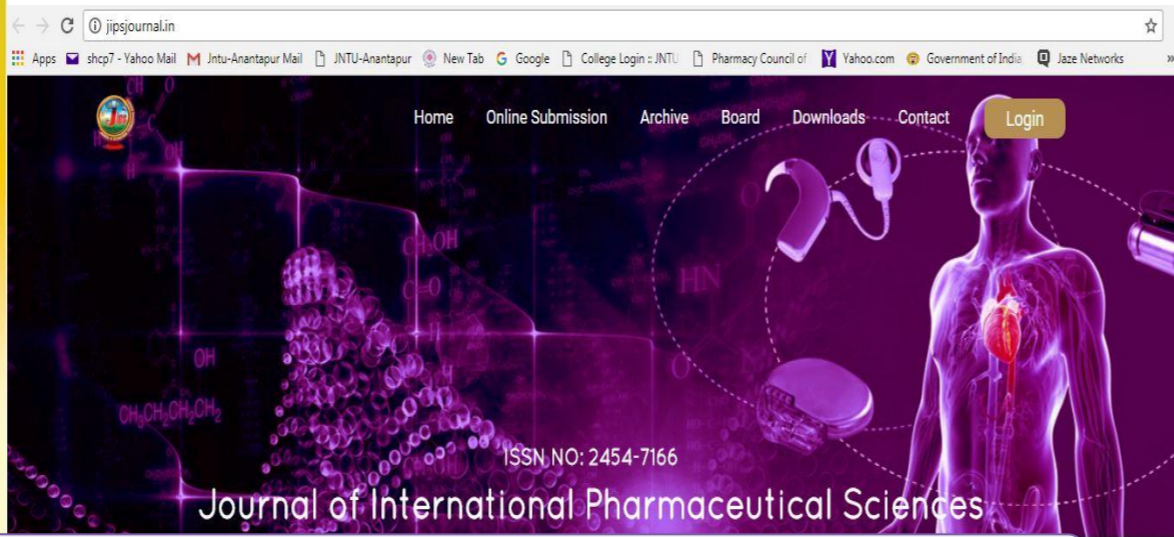 jipsjournal.in
Apps shcp7 - Yahoo Mail Jntu-Anantapur Mail JNTU-Anantapur New Tab Google College Login :: JNTU Pharmacy Council of Yahoo.com Government of India Jaze Networks »
Home Online Submission Archive Board Downloads Contact Login
CH₂OH
C=O
HN
O
OH
CH₃CH₂CH₂CH₂
ISSN NO: 2454-7166
Journal of International Pharmaceutical Sciences